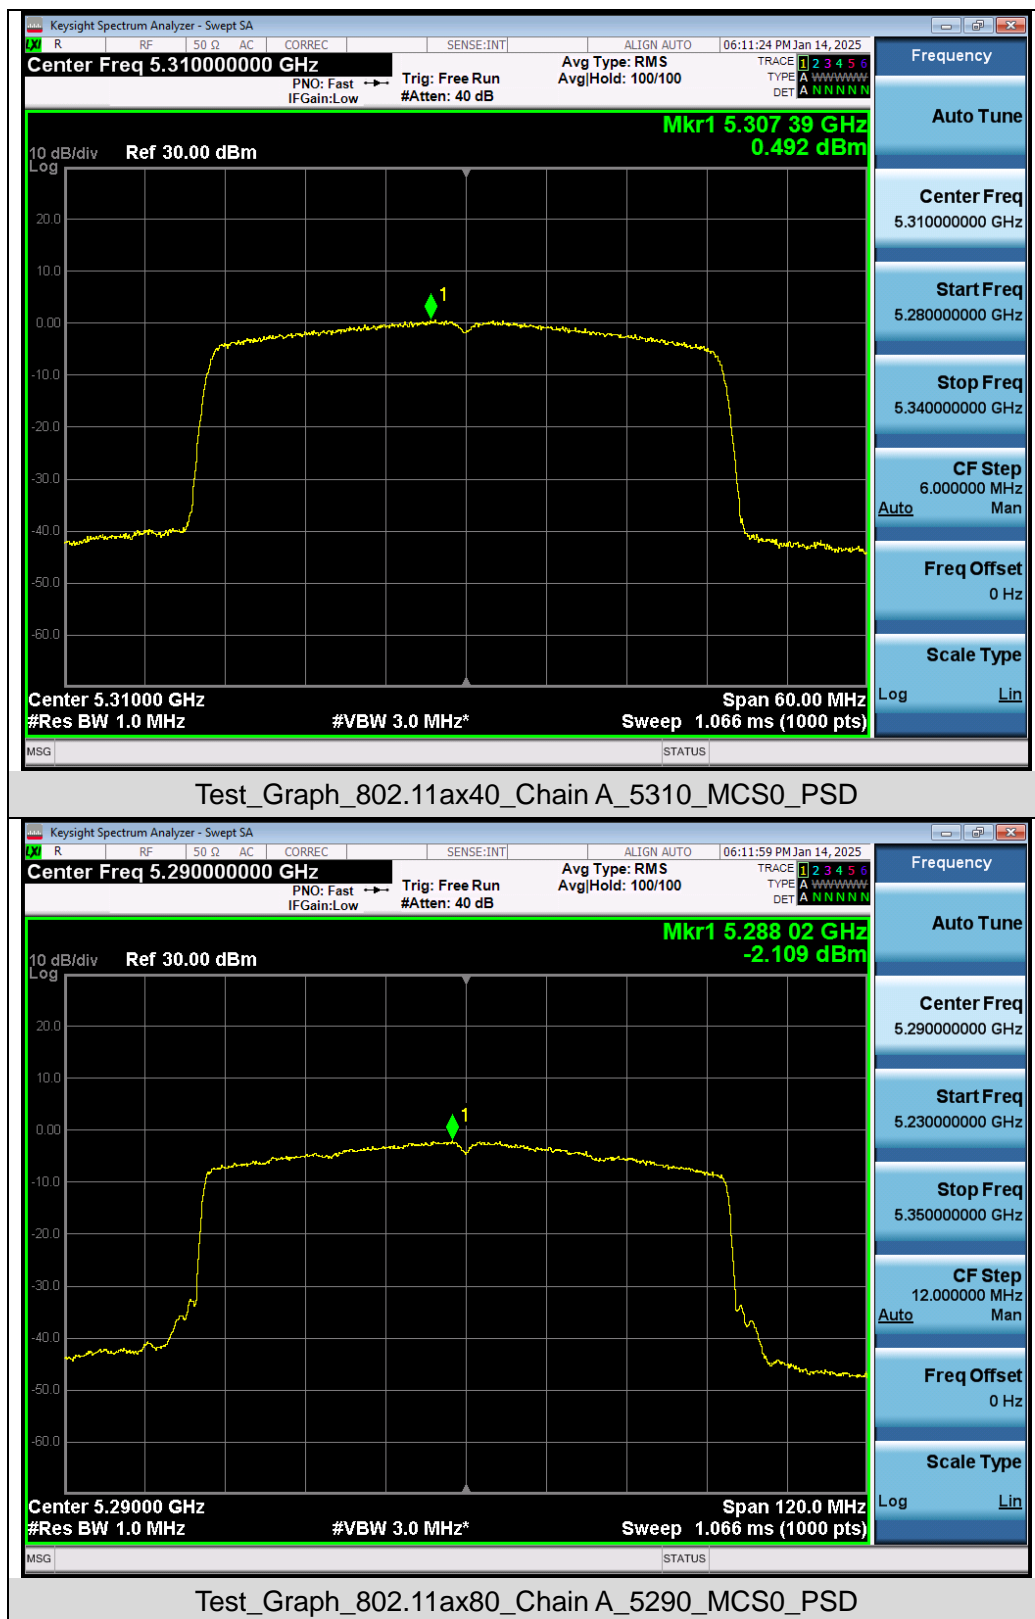 Keysight Spectrum Analyzer - Swept SA
LXI R RF 50 Ω AC CORREC SENSE:INT ALIGN AUTO 06:11:24 PM Jan 14, 2025
Center Freq 5.310000000 GHz
PNO: Fast
IFGain:Low
Trig: Free Run
#Atten: 40 dB
Avg Type: RMS
Avg|Hold: 100/100
TRACE 1 2 3 4 5 6
TYPE A WWWWW
DET A N N N N N
Mkr1 5.307 39 GHz
0.492 dBm
10 dB/div Ref 30.00 dBm
Log
20.0
10.0
1
0.00
-10.0
-20.0
-30.0
-40.0
-50.0
-60.0
Center 5.31000 GHz Span 60.00 MHz
#Res BW 1.0 MHz #VBW 3.0 MHz* Sweep 1.066 ms (1000 pts)
MSG STATUS
Frequency
Auto Tune
Center Freq
5.310000000 GHz
Start Freq
5.280000000 GHz
Stop Freq
5.340000000 GHz
CF Step
6.000000 MHz
Auto Man
Freq Offset
0 Hz
Scale Type
Log Lin
Test_Graph_802.11ax40_Chain A_5310_MCS0_PSD
Keysight Spectrum Analyzer - Swept SA
LXI R RF 50 Ω AC CORREC SENSE:INT ALIGN AUTO 06:11:59 PM Jan 14, 2025
Center Freq 5.290000000 GHz
PNO: Fast
IFGain:Low
Trig: Free Run
#Atten: 40 dB
Avg Type: RMS
Avg|Hold: 100/100
TRACE 1 2 3 4 5 6
TYPE A WWWWW
DET A N N N N N
Mkr1 5.288 02 GHz
-2.109 dBm
10 dB/div Ref 30.00 dBm
Log
20.0
10.0
1
0.00
-10.0
-20.0
-30.0
-40.0
-50.0
-60.0
Center 5.29000 GHz Span 120.0 MHz
#Res BW 1.0 MHz #VBW 3.0 MHz* Sweep 1.066 ms (1000 pts)
MSG STATUS
Frequency
Auto Tune
Center Freq
5.290000000 GHz
Start Freq
5.230000000 GHz
Stop Freq
5.350000000 GHz
CF Step
12.000000 MHz
Auto Man
Freq Offset
0 Hz
Scale Type
Log Lin
Test_Graph_802.11ax80_Chain A_5290_MCS0_PSD